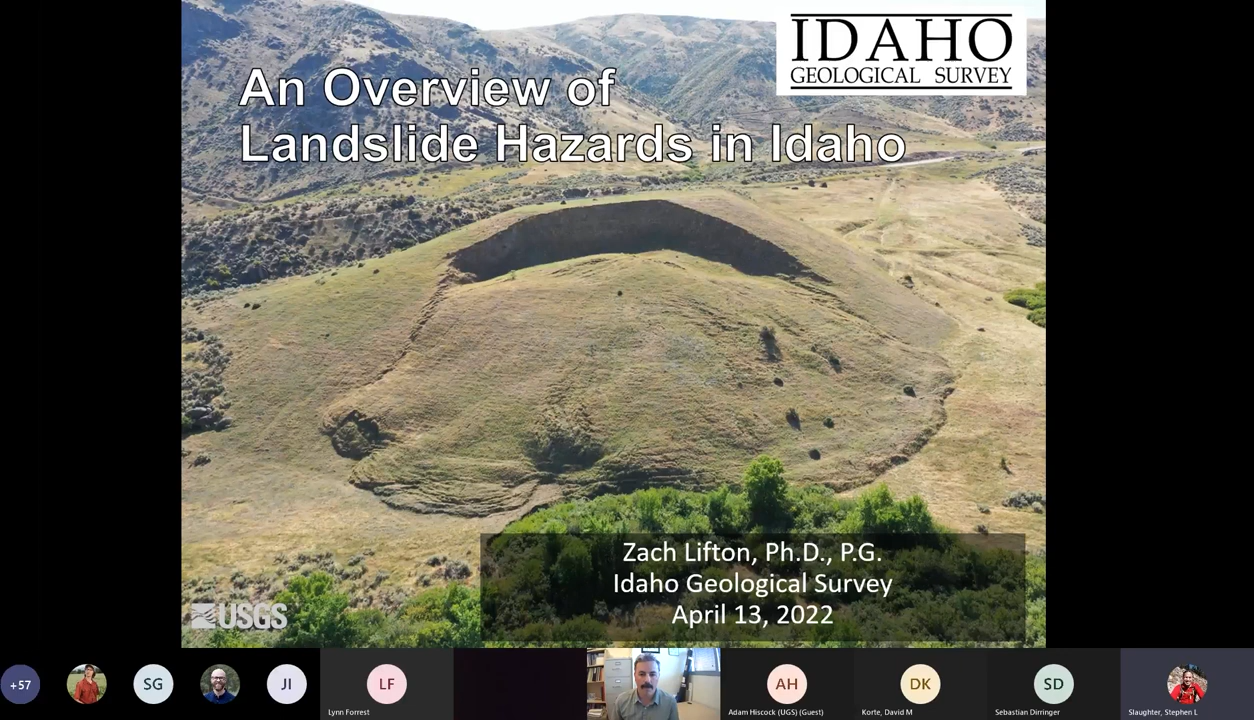 IDAHO
GEOLOGICAL SURVEY
An Overview of
Landslide Hazards in Idaho
Zach Lifton, Ph.D., P.G.
Idaho Geological Survey
April 13, 2022
USGS
+57
SG
JI
LF
AH
DK
SD
Lynn Forrest
Adam Hiscock (UGS) (Guest)
Korte, David M
Sebastian Dirringer
Slaughter, Stephen L